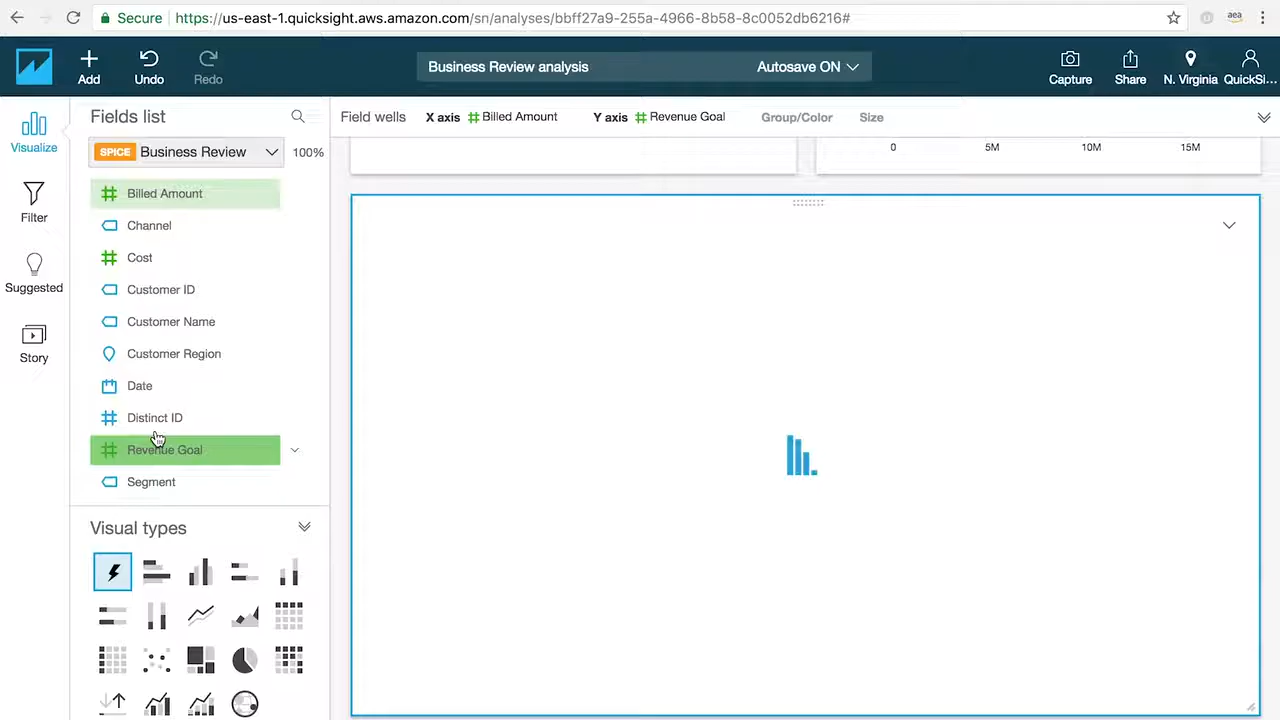 Secure https://us-east-1.quicksight.aws.amazon.com/sn/analyses/bbff27a9-255a-4966-8b58-8c0052db6216#
aea
Add Undo Redo
Business Review analysis Autosave ON
Capture Share N. Virginia QuickSi...
Visualize
Filter
Suggested
Story
Fields list
SPICE Business Review 100%
Billed Amount
Channel
Cost
Customer ID
Customer Name
Customer Region
Date
Distinct ID
Revenue Goal
Segment
Visual types
Field wells X axis Billed Amount Y axis Revenue Goal Group/Color Size
0 5M 10M 15M